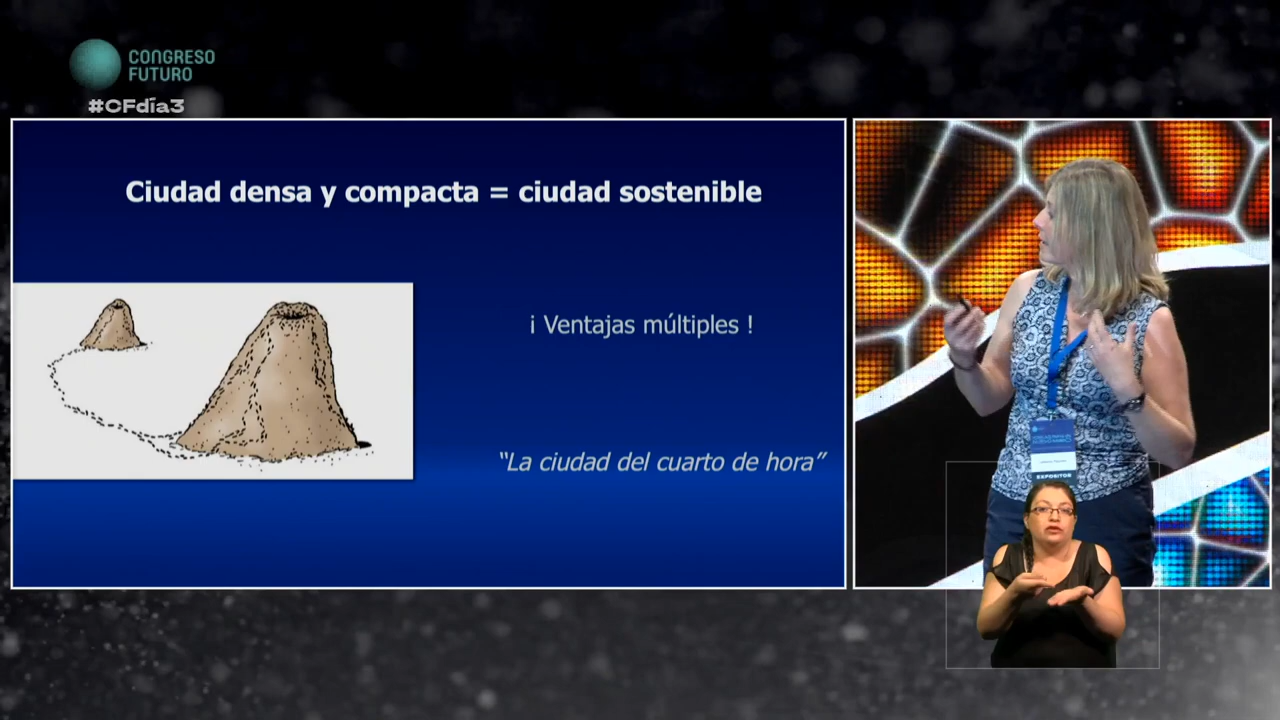 CONGRESO
FUTURO
#CFdía3
Ciudad densa y compacta = ciudad sostenible
¡ Ventajas múltiples !
“La ciudad del cuarto de hora”
EXPOSITOR